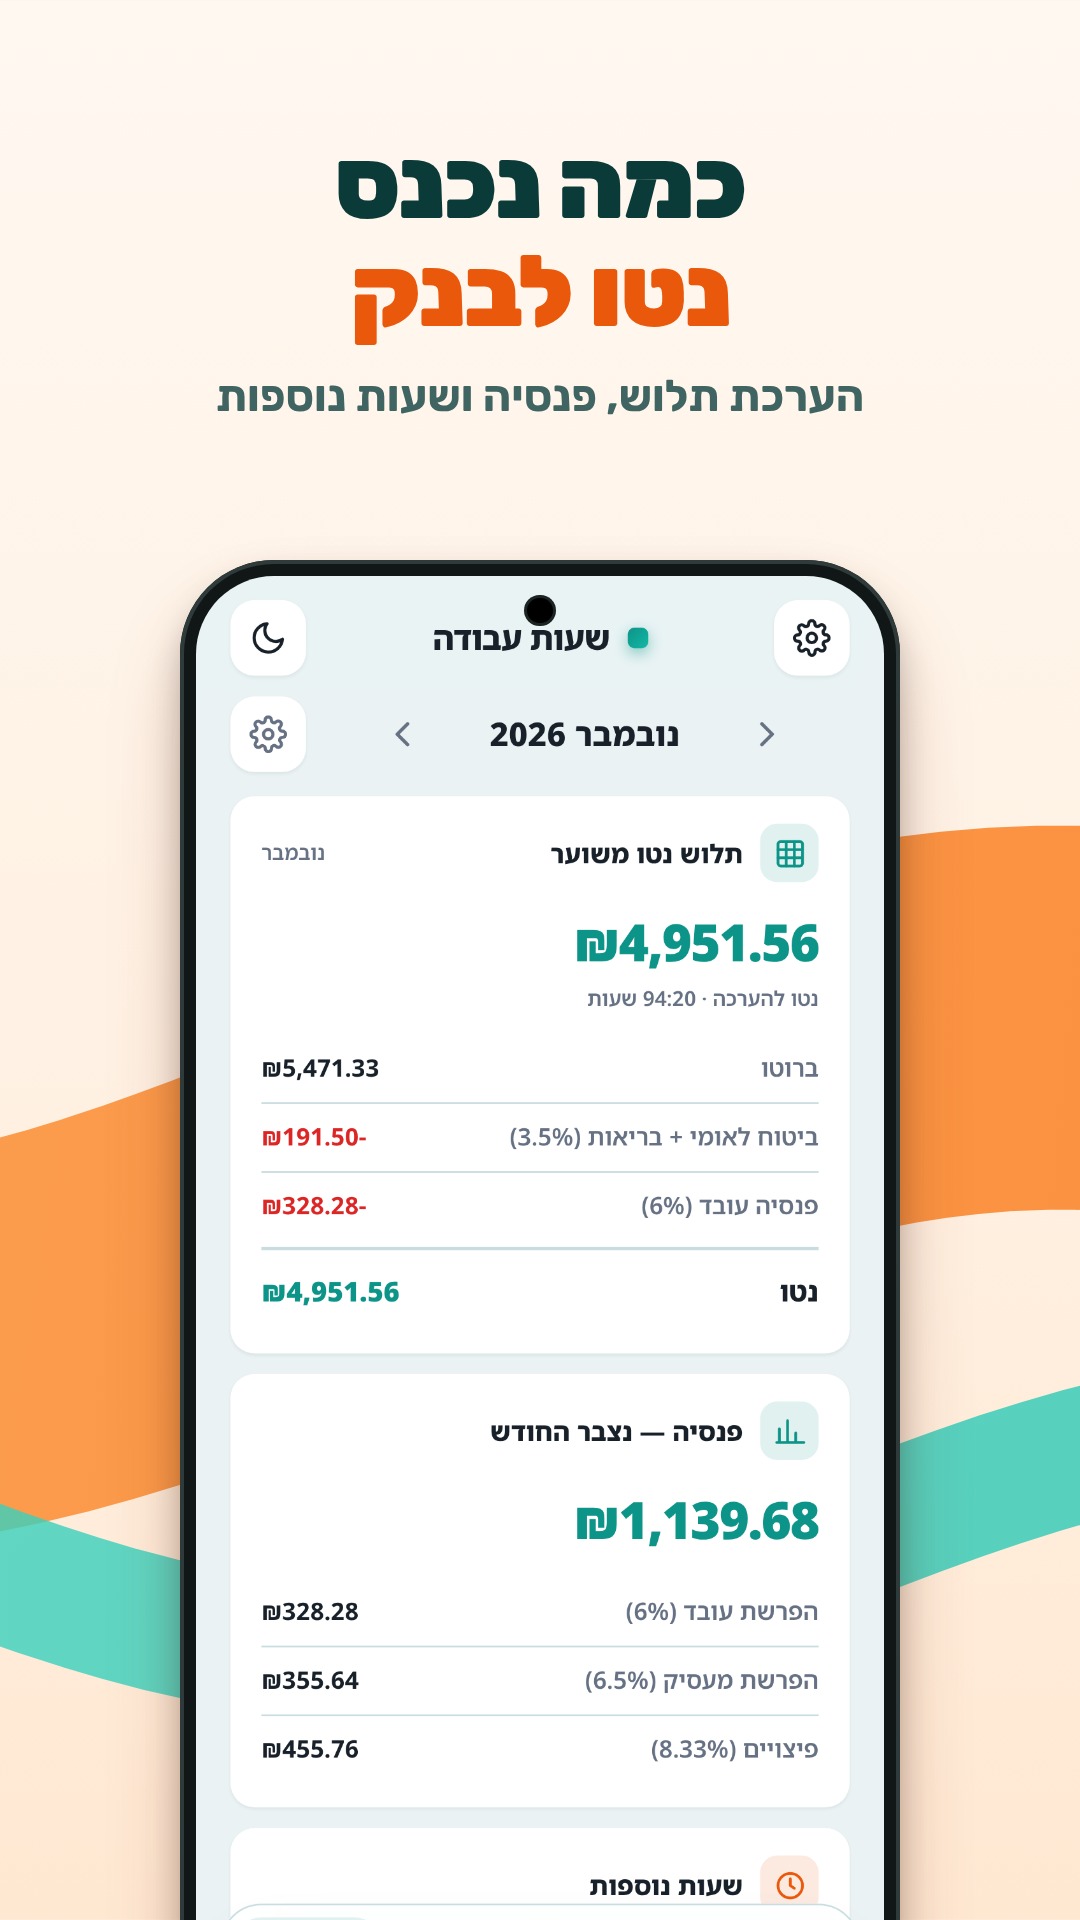 כמה נכנס
נטו לבנק
הערכת תלוש, פנסיה ושעות נוספות
שעות עבודה
נובמבר 2026
תלוש נטו משוער
נובמבר
₪4,951.56
נטו להערכה · 94:20 שעות
ברוטו
₪5,471.33
ביטוח לאומי + בריאות (3.5%)
₪191.50-
פנסיה עובד (6%)
₪328.28-
נטו
₪4,951.56
פנסיה — נצבר החודש
₪1,139.68
הפרשת עובד (6%)
₪328.28
הפרשת מעסיק (6.5%)
₪355.64
פיצויים (8.33%)
₪455.76
שעות נוספות